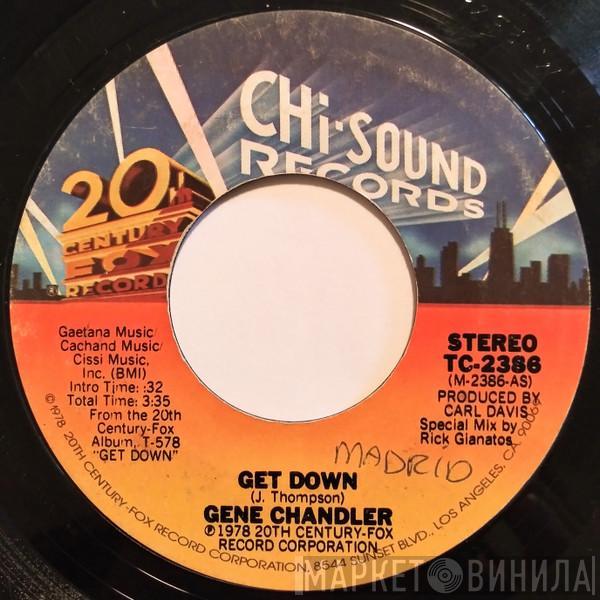 CHi-SOUND
RECORDS
20th
CENTURY
FOX
RECORDS
Gaetana Music/
Cachand Music/
Cissi Music,
Inc. (BMI)
Intro Time: :32
Total Time: 3:35
From the 20th
Century-Fox
Album, T-578
"GET DOWN"
STEREO
TC-2386
(M-2386-AS)
PRODUCED BY
CARL DAVIS
Special Mix by
Rick Gianatos
MADRID
GET DOWN
(J. Thompson)
GENE CHANDLER
℗1978 20TH CENTURY-FOX
RECORD CORPORATION
©1978 20TH CENTURY-FOX RECORD CORPORATION, 8544 SUNSET BLVD., LOS ANGELES, CA. 90069
МАРКЕТ ВИНИЛА